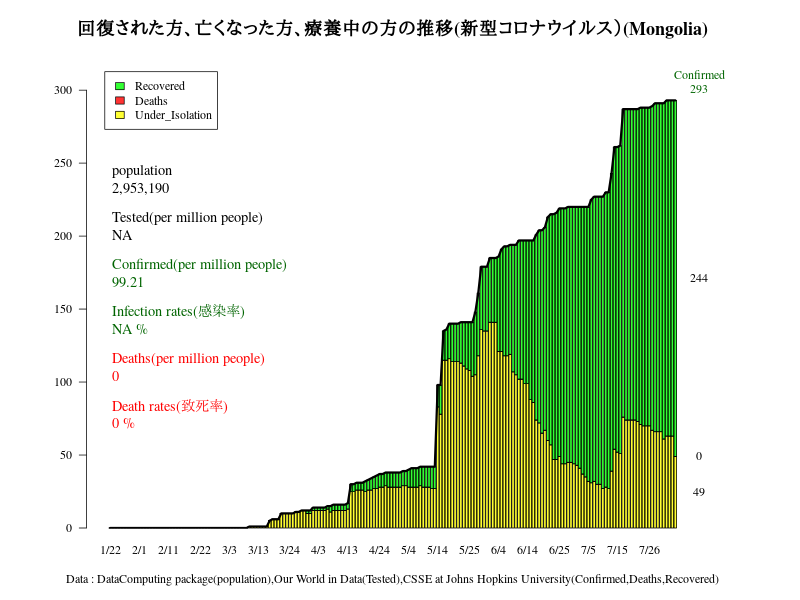 回復された方、亡くなった方、療養中の方の推移(新型コロナウイルス）(Mongolia)
Confirmed
293
Recovered
Deaths
Under_Isolation
population
2,953,190
Tested(per million people)
NA
Confirmed(per million people)
99.21
Infection rates(感染率)
NA %
Deaths(per million people)
0
Death rates(致死率)
0 %
300
250
200
150
100
50
0
244
0
49
1/22 2/1 2/11 2/22 3/3 3/13 3/24 4/3 4/13 4/24 5/4 5/14 5/25 6/4 6/14 6/25 7/5 7/15 7/26
Data : DataComputing package(population),Our World in Data(Tested),CSSE at Johns Hopkins University(Confirmed,Deaths,Recovered)